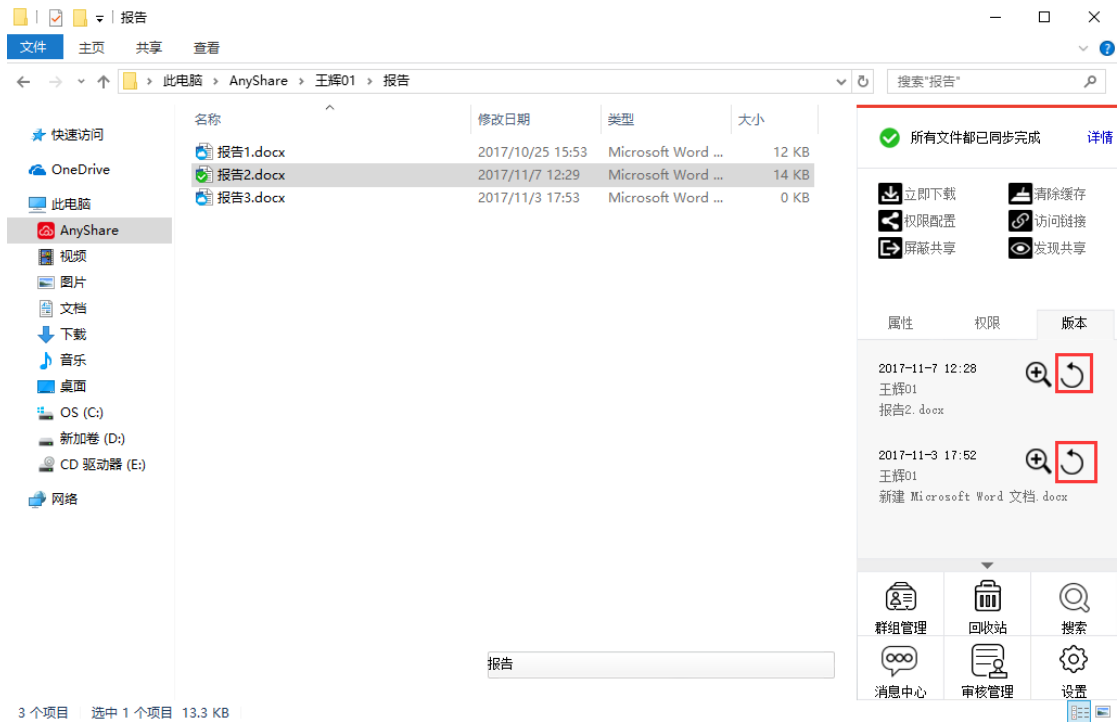 报告
文件 主页 共享 查看
此电脑 › AnyShare › 王辉01 › 报告
搜索"报告"
快速访问
OneDrive
此电脑
AnyShare
视频
图片
文档
下载
音乐
桌面
OS (C:)
新加卷 (D:)
CD 驱动器 (E:)
网络
名称 修改日期 类型 大小
报告1.docx 2017/10/25 15:53 Microsoft Word ... 12 KB
报告2.docx 2017/11/7 12:29 Microsoft Word ... 14 KB
报告3.docx 2017/11/3 17:53 Microsoft Word ... 0 KB
报告
所有文件都已同步完成 详情
立即下载 清除缓存
权限配置 访问链接
屏蔽共享 发现共享
属性 权限 版本
2017-11-7 12:28
王辉01
报告2.docx
2017-11-3 17:52
王辉01
新建 Microsoft Word 文档.docx
群组管理 回收站 搜索
消息中心 审核管理 设置
3 个项目 选中 1 个项目 13.3 KB